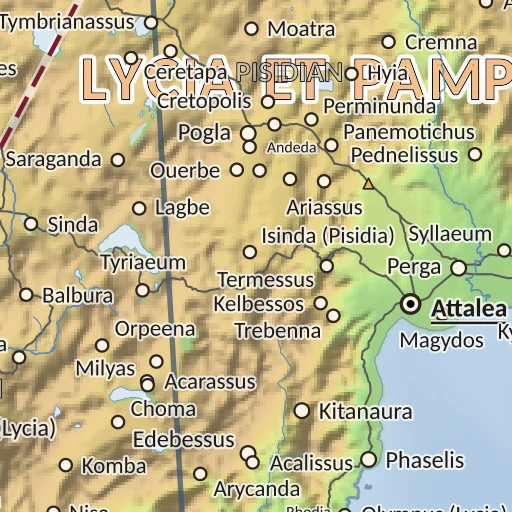 Tymbrianassus
Moatra
Cremna
Ceretapa
PISIDIAN
Hyia
LYCIA ET PAMP
Cretopolis
Perminunda
Pogla
Andeda
Panemotichus
Saraganda
Pednelissus
Ouerbe
Lagbe
Ariassus
Sinda
Isinda (Pisidia)
Syllaeum
Tyriaeum
Perga
Termessus
Balbura
Kelbessos
Attalea
Orpeena
Trebenna
Magydos
Milyas
Acarassus
Choma
Kitanaura
Lycia)
Edebessus
Komba
Acalissus
Phaselis
Arycanda